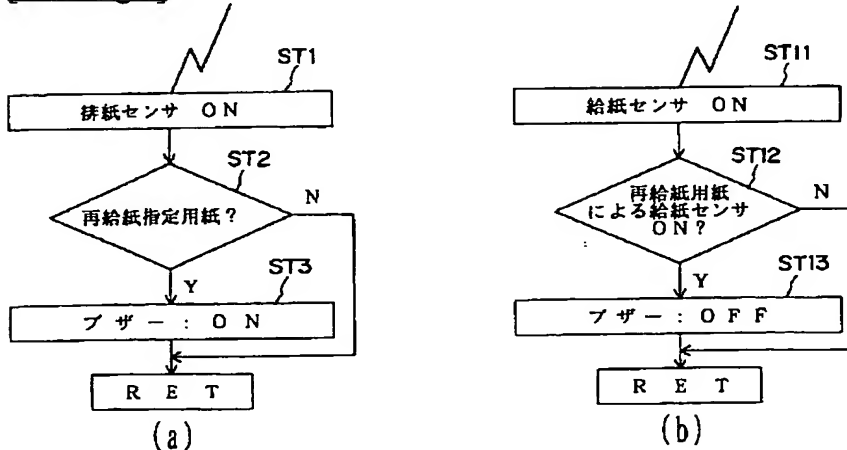 ST1
排紙センサ ON
ST2
再給紙指定用紙?
N
Y
ST3
ブザー:ON
RET
(a)
ST11
給紙センサ ON
ST12
再給紙用紙
による給紙センサ
ON?
N
Y
ST13
ブザー:OFF
RET
(b)